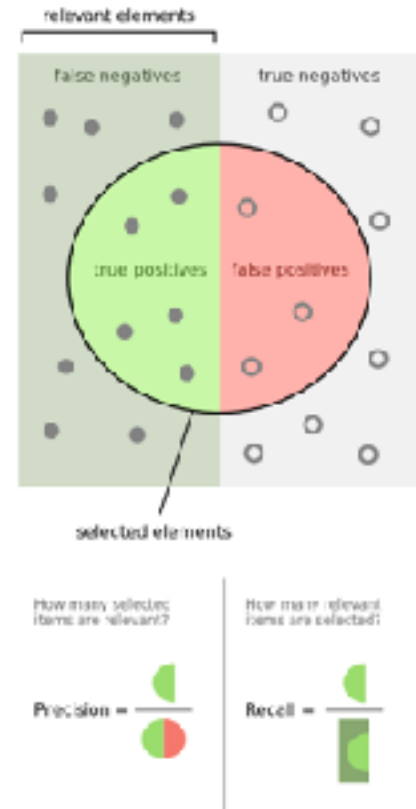 relevant elements
false negatives
true negatives
true positives
false positives
selected elements
How many selected
items are relevant?
How many relevant
items are selected?
Precision =
Recall =